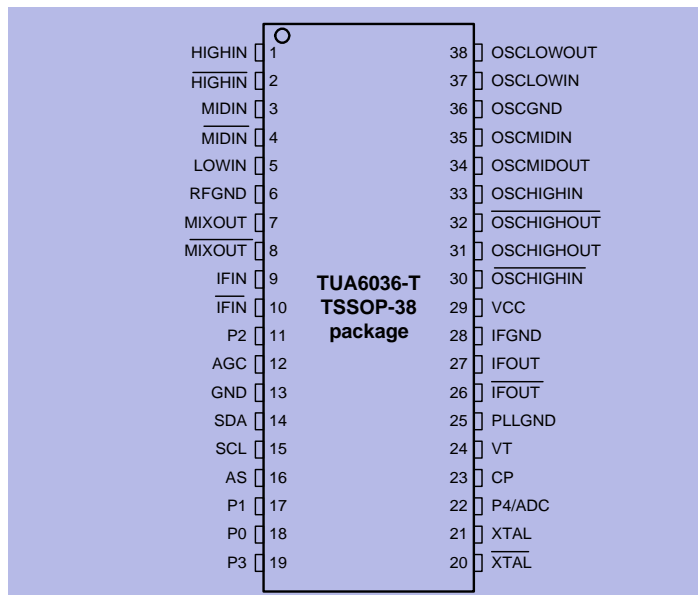 HIGHIN 1 38 OSCLOWOUT
HIGHIN 2 37 OSCLOWIN
MIDIN 3 36 OSCGND
MIDIN 4 35 OSCMIDIN
LOWIN 5 34 OSCMIDOUT
RFGND 6 33 OSCHIGHIN
MIXOUT 7 32 OSCHIGHOUT
MIXOUT 8 31 OSCHIGHOUT
IFIN 9 30 OSCHIGHIN
IFIN 10 29 VCC
P2 11 28 IFGND
AGC 12 27 IFOUT
GND 13 26 IFOUT
SDA 14 25 PLLGND
SCL 15 24 VT
AS 16 23 CP
P1 17 22 P4/ADC
P0 18 21 XTAL
P3 19 20 XTAL
TUA6036-T
TSSOP-38
package